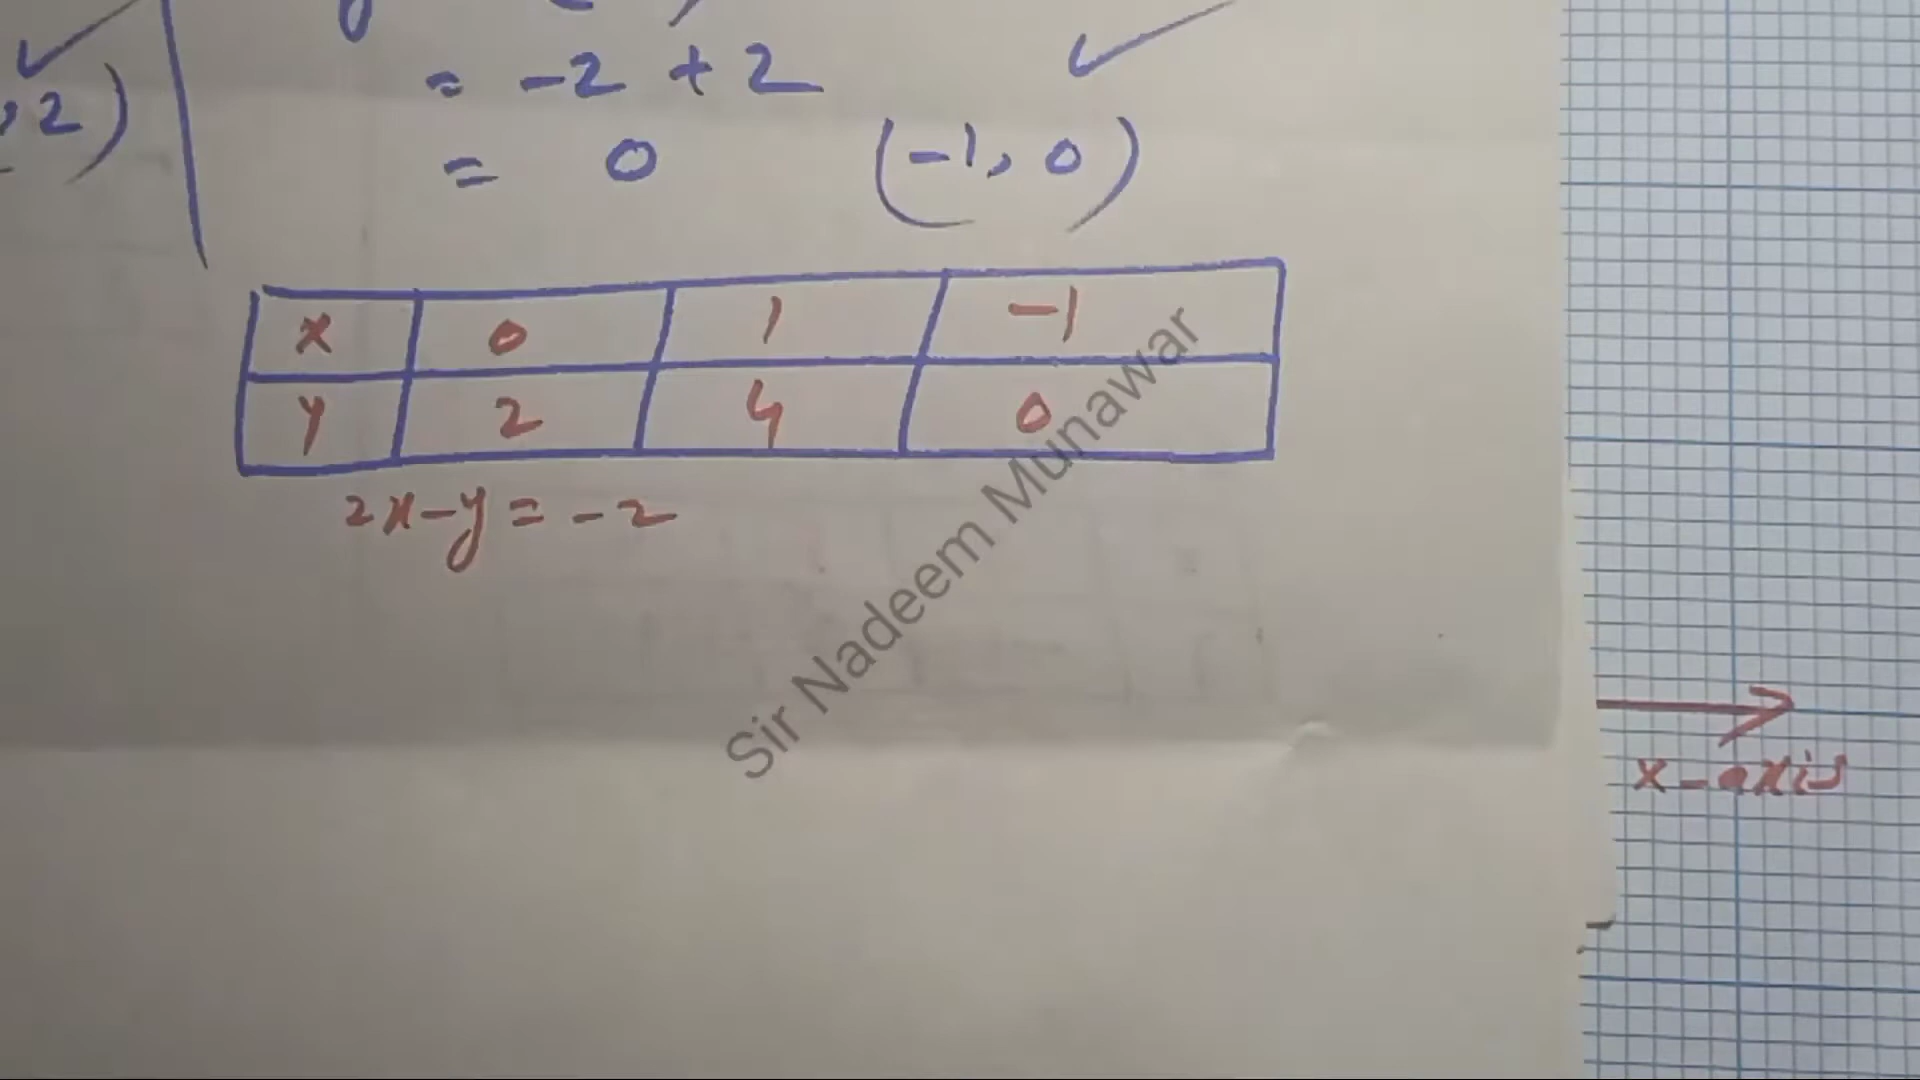 = -2 + 2
, 2)
= 0 (-1, 0)
x 0 1 -1
y 2 4 0
2x-y = -2
Sir Nadeem Munawar
x-axis